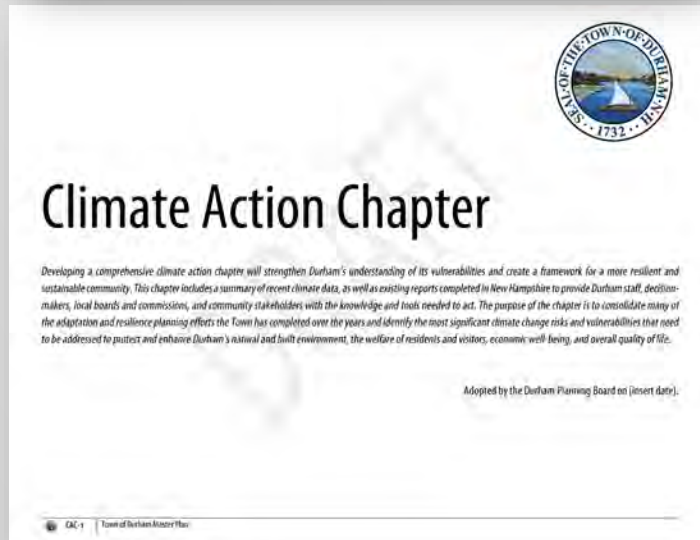 SEAL·OF·THE·TOWN·OF·DURHAM·N·H·
·1732·
DRAFT
Climate Action Chapter
Developing a comprehensive climate action chapter will strengthen Durham's understanding of its vulnerabilities and create a framework for a more resilient and
sustainable community. This chapter includes a summary of recent climate data, as well as existing reports completed in New Hampshire to provide Durham staff, decision-
makers, local boards and commissions, and community stakeholders with the knowledge and tools needed to act. The purpose of the chapter is to consolidate many of
the adaptation and resilience planning efforts the Town has completed over the years and identify the most significant climate change risks and vulnerabilities that need
to be addressed to protect and enhance Durham's natural and built environment, the welfare of residents and visitors, economic well-being, and overall quality of life.
Adopted by the Durham Planning Board on [insert date].
CAC-1 | Town of Durham Master Plan